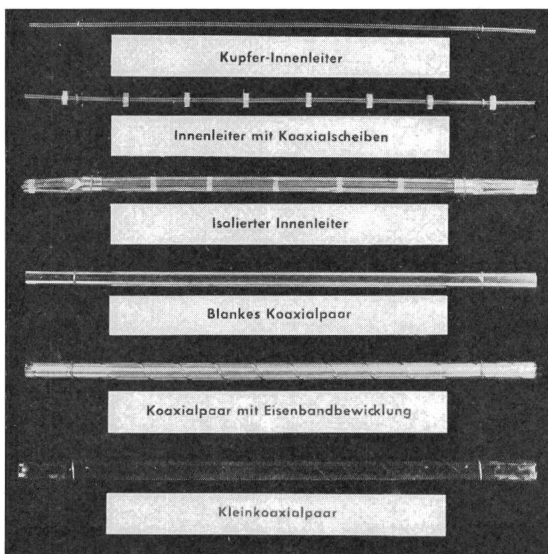 Kupfer-Innenleiter
Innenleiter mit Koaxialscheiben
Isolierter Innenleiter
Blankes Koaxialpaar
Koaxialpaar mit Eisenbandbewicklung
Kleinkoaxialpaar